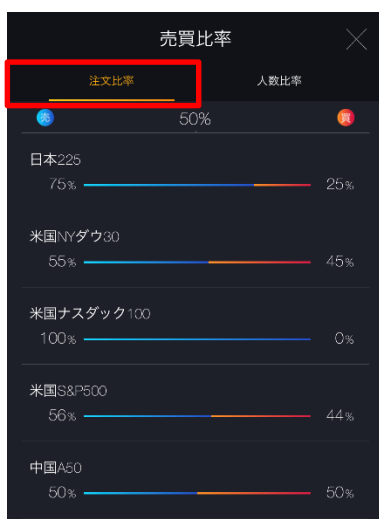 売買比率
注文比率 人数比率
売 50% 買
日本225
75% 25%
米国NYダウ30
55% 45%
米国ナスダック100
100% 0%
米国S&P500
56% 44%
中国A50
50% 50%